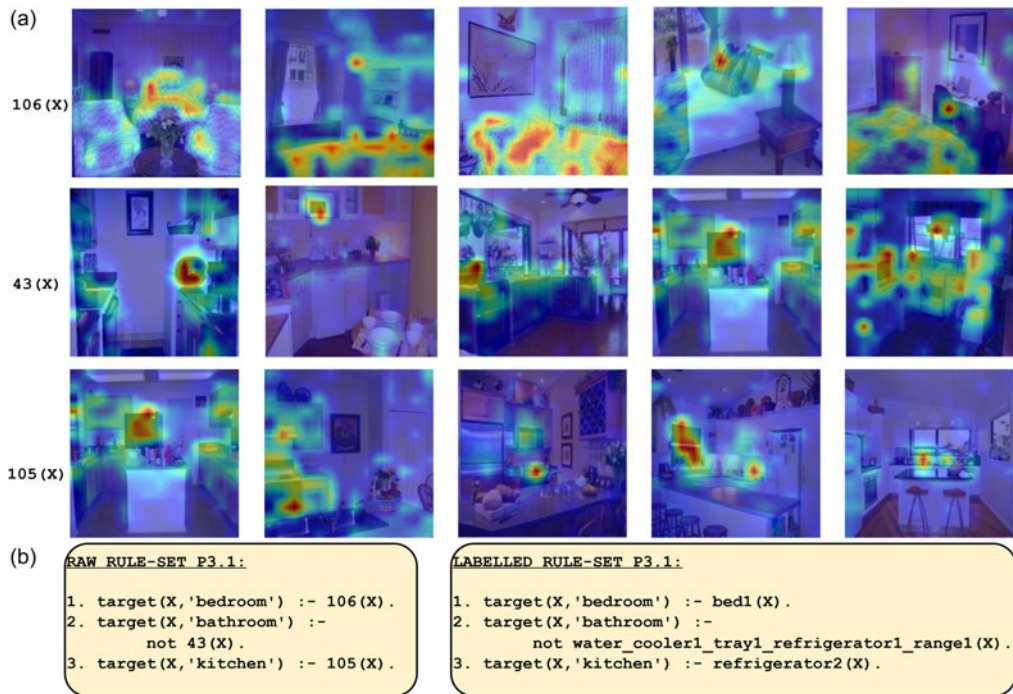 (a)
106(X)
43(X)
105(X)
(b)
RAW RULE-SET P3.1:
1. target(X,'bedroom') :- 106(X).
2. target(X,'bathroom') :-
not 43(X).
3. target(X,'kitchen') :- 105(X).
LABELLED RULE-SET P3.1:
1. target(X,'bedroom') :- bed1(X).
2. target(X,'bathroom') :-
not water_cooler1_tray1_refrigerator1_range1(X).
3. target(X,'kitchen') :- refrigerator2(X).